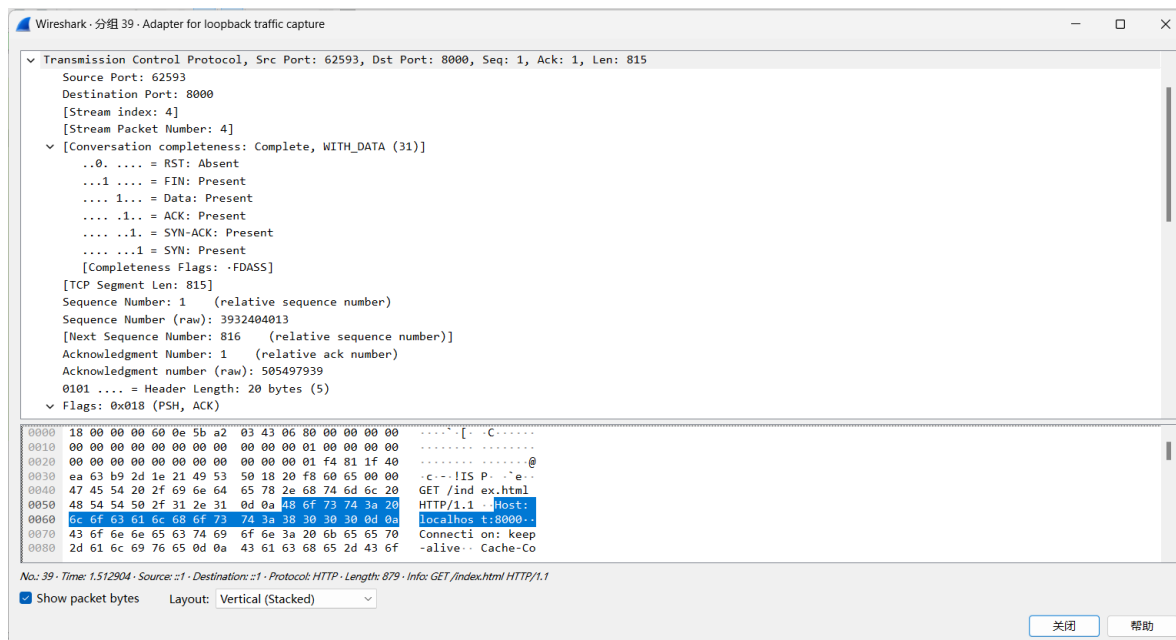 Wireshark · 分组 39 · Adapter for loopback traffic capture
Transmission Control Protocol, Src Port: 62593, Dst Port: 8000, Seq: 1, Ack: 1, Len: 815
Source Port: 62593
Destination Port: 8000
[Stream index: 4]
[Stream Packet Number: 4]
[Conversation completeness: Complete, WITH_DATA (31)]
..0. .... = RST: Absent
...1 .... = FIN: Present
.... 1... = Data: Present
.... .1.. = ACK: Present
.... ..1. = SYN-ACK: Present
.... ...1 = SYN: Present
[Completeness Flags: ·FDASS]
[TCP Segment Len: 815]
Sequence Number: 1    (relative sequence number)
Sequence Number (raw): 3932404013
[Next Sequence Number: 816    (relative sequence number)]
Acknowledgment Number: 1    (relative ack number)
Acknowledgment number (raw): 505497939
0101 .... = Header Length: 20 bytes (5)
Flags: 0x018 (PSH, ACK)
0000  18 00 00 00 60 0e 5b a2  03 43 06 80 00 00 00 00   ····`·[· ·C······
0010  00 00 00 00 00 00 00 00  00 00 00 01 00 00 00 00   ········ ········
0020  00 00 00 00 00 00 00 00  00 00 00 01 f4 81 1f 40   ········ ·······@
0030  ea 63 b9 2d 1e 21 49 53  50 18 20 f8 60 65 00 00   ·c·-·!IS P· ·`e··
0040  47 45 54 20 2f 69 6e 64  65 78 2e 68 74 6d 6c 20   GET /ind ex.html
0050  48 54 54 50 2f 31 2e 31  0d 0a 48 6f 73 74 3a 20   HTTP/1.1 ··Host:
0060  6c 6f 63 61 6c 68 6f 73  74 3a 38 30 30 30 0d 0a   localhos t:8000··
0070  43 6f 6e 6e 65 63 74 69  6f 6e 3a 20 6b 65 65 70   Connecti on: keep
0080  2d 61 6c 69 76 65 0d 0a  43 61 63 68 65 2d 43 6f   -alive·· Cache-Co
No.: 39 · Time: 1.512904 · Source: ::1 · Destination: ::1 · Protocol: HTTP · Length: 879 · Info: GET /index.html HTTP/1.1
Show packet bytes Layout: Vertical (Stacked)
关闭 帮助